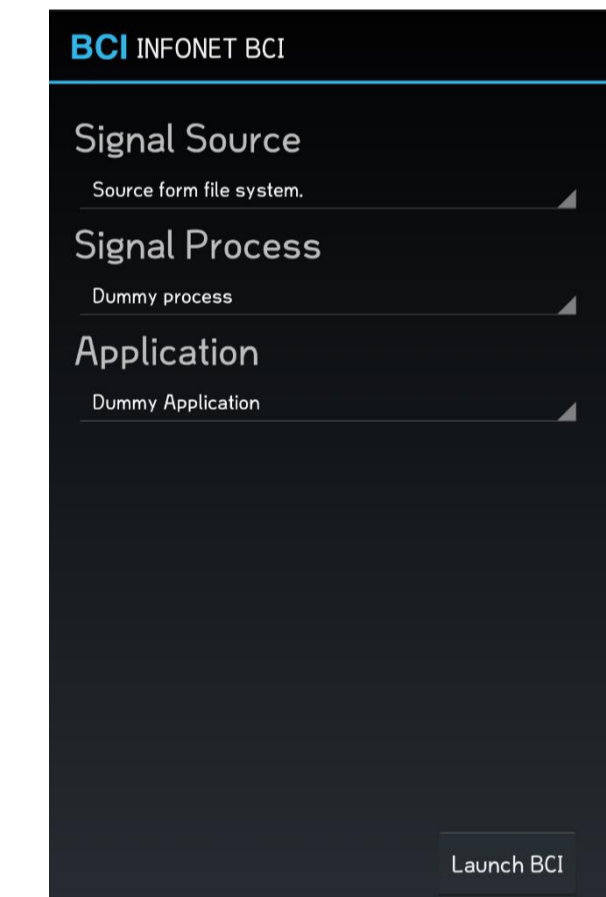 BCI INFONET BCI
Signal Source
Source form file system.
Signal Process
Dummy process
Application
Dummy Application
Launch BCI